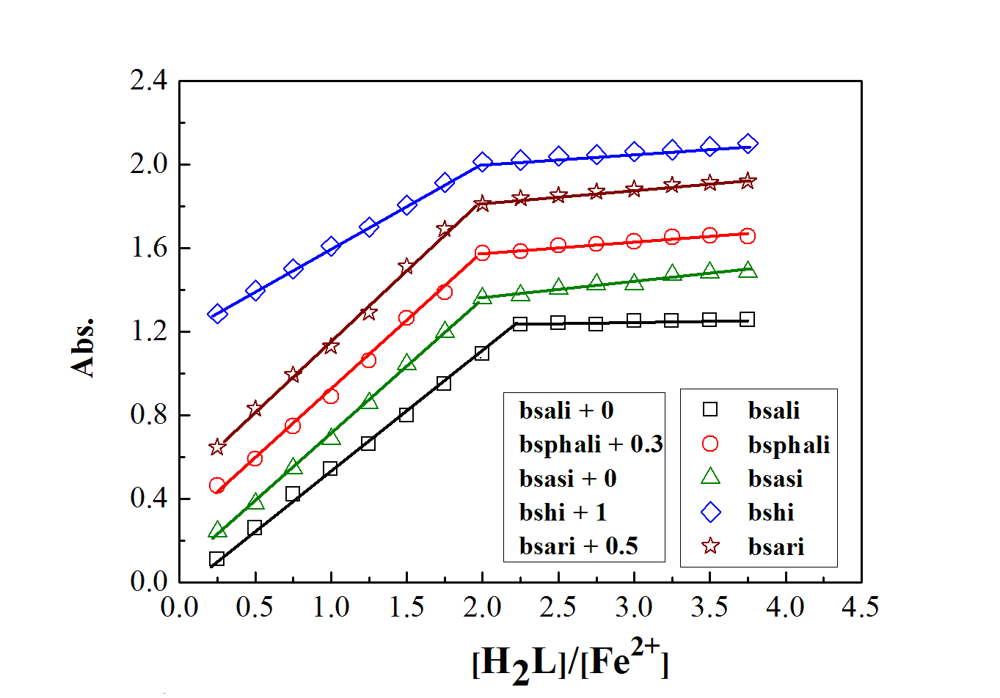 2.4
2.0
1.6
1.2
0.8
0.4
0.0
Abs.
0.0 0.5 1.0 1.5 2.0 2.5 3.0 3.5 4.0 4.5
[H₂L]/[Fe²⁺]
bsali + 0
bsphali + 0.3
bsasi + 0
bshi + 1
bsari + 0.5
bsali
bsphali
bsasi
bshi
bsari